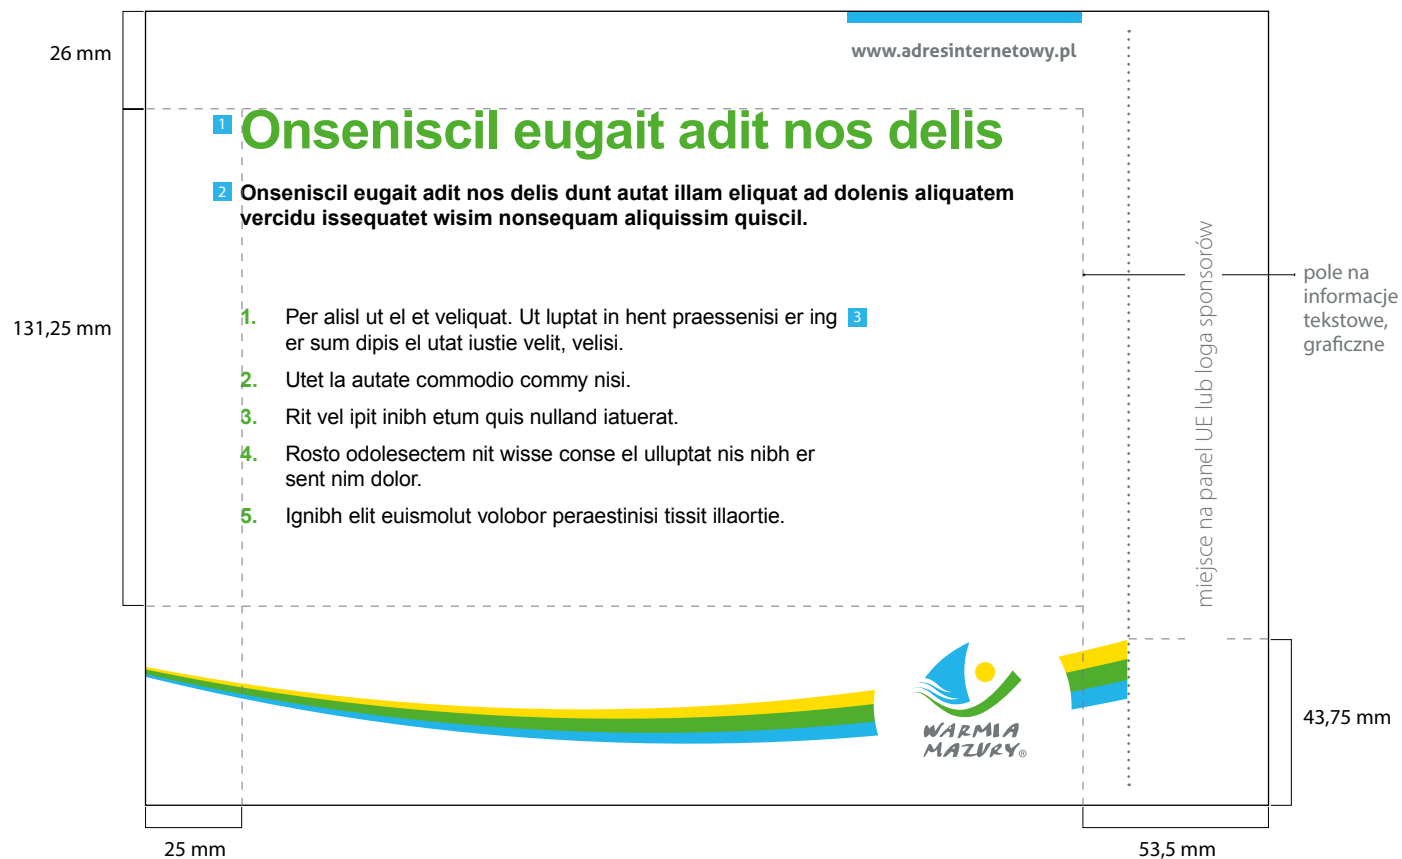 26 mm
www.adresinternetowy.pl
1 Onseniscil eugait adit nos delis
2 Onseniscil eugait adit nos delis dunt autat illam eliquat ad dolenis aliquatem
vercidu issequatet wisim nonsequam aliquissim quiscil.
131,25 mm
1. Per alisl ut el et veliquat. Ut luptat in hent praessenisi er ing 3
er sum dipis el utat iustie velit, velisi.
2. Utet la autate commodio commy nisi.
3. Rit vel ipit inibh etum quis nulland iatuerat.
4. Rosto odolesectem nit wisse conse el ulluptat nis nibh er
sent nim dolor.
5. Ignibh elit euismolut volobor peraestinisi tissit illaortie.
miejsce na panel UE lub loga sponsorów
pole na
informacje
tekstowe,
graficzne
WARMIA
MAZURY®
43,75 mm
25 mm
53,5 mm